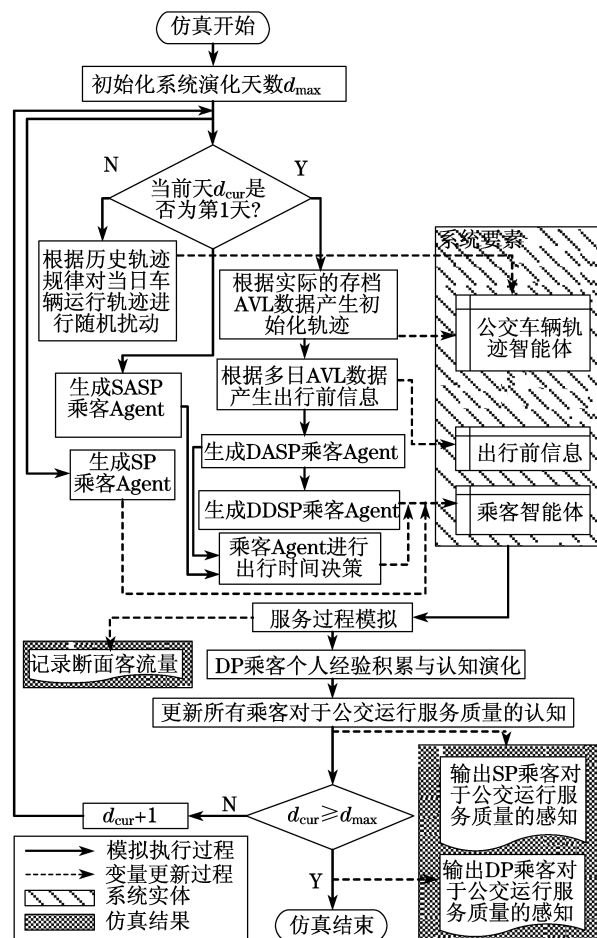 仿真开始
初始化系统演化天数dmax
N
Y
当前天dcur是
否为第1天?
系统要素
根据历史轨迹
规律对当日车
辆运行轨迹进
行随机扰动
根据实际的存档
AVL数据产生初
始化轨迹
公交车辆轨
迹智能体
生成SASP
乘客Agent
根据多日AVL数据
产生出行前信息
生成DASP乘客Agent
出行前信息
生成SP
乘客Agent
生成DDSP乘客Agent
乘客智能体
乘客Agent进行
出行时间决策
服务过程模拟
记录断面客流量
DP乘客个人经验积累与认知演化
更新所有乘客对于公交运行服务质量的认知
输出SP乘客对
于公交运行服
务质量的感知
dcur+1
N
dcur≥dmax
模拟执行过程
变量更新过程
系统实体
仿真结果
Y
输出DP乘客对
于公交运行服
务质量的感知
仿真结束